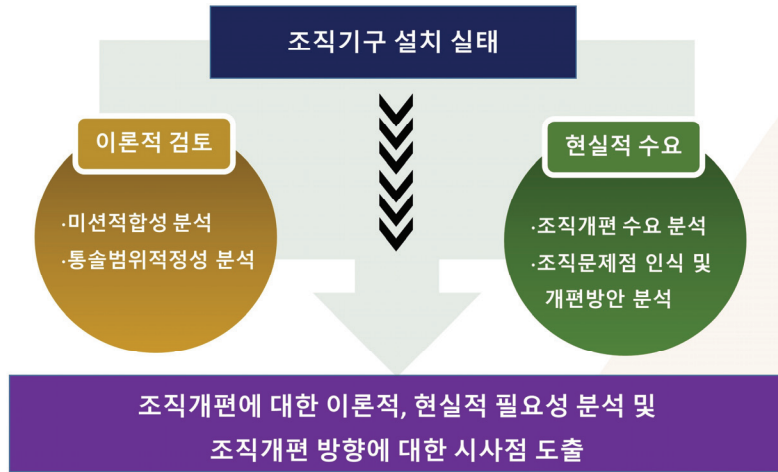 조직기구 설치 실태
이론적 검토
·미션적합성 분석
·통솔범위적정성 분석
현실적 수요
·조직개편 수요 분석
·조직문제점 인식 및
개편방안 분석
조직개편에 대한 이론적, 현실적 필요성 분석 및
조직개편 방향에 대한 시사점 도출